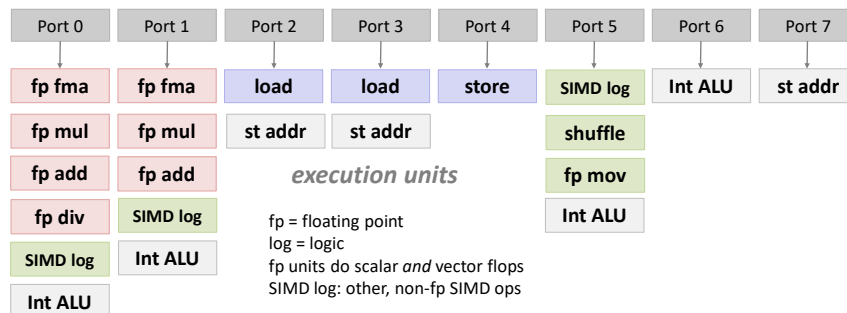 Port 0 Port 1 Port 2 Port 3 Port 4 Port 5 Port 6 Port 7
fp fma fp fma load load store SIMD log Int ALU st addr
fp mul fp mul st addr st addr shuffle
fp add fp add execution units fp mov
fp div SIMD log fp = floating point Int ALU
log = logic
SIMD log Int ALU fp units do scalar and vector flops
SIMD log: other, non-fp SIMD ops
Int ALU